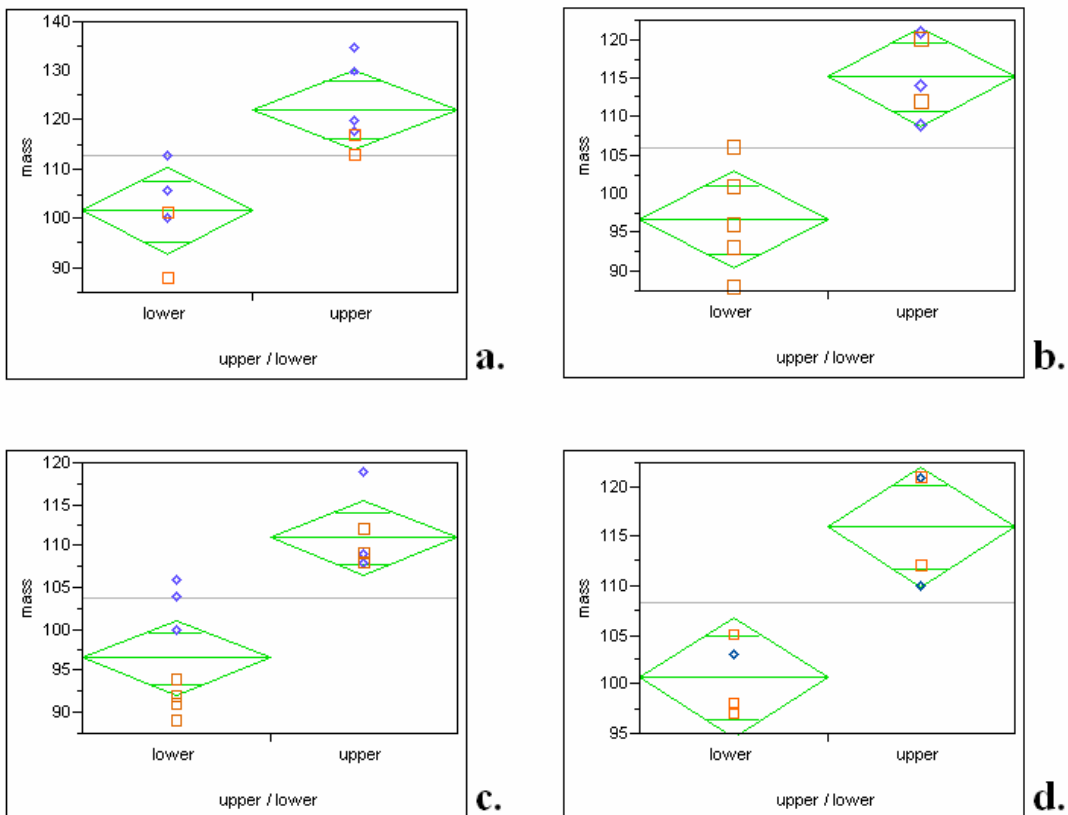 140
130
120
110
100
90
mass
lower
upper
upper / lower
a.
120
115
110
105
100
95
90
mass
lower
upper
upper / lower
b.
120
115
110
105
100
95
90
mass
lower
upper
upper / lower
c.
120
115
110
105
100
95
mass
lower
upper
upper / lower
d.